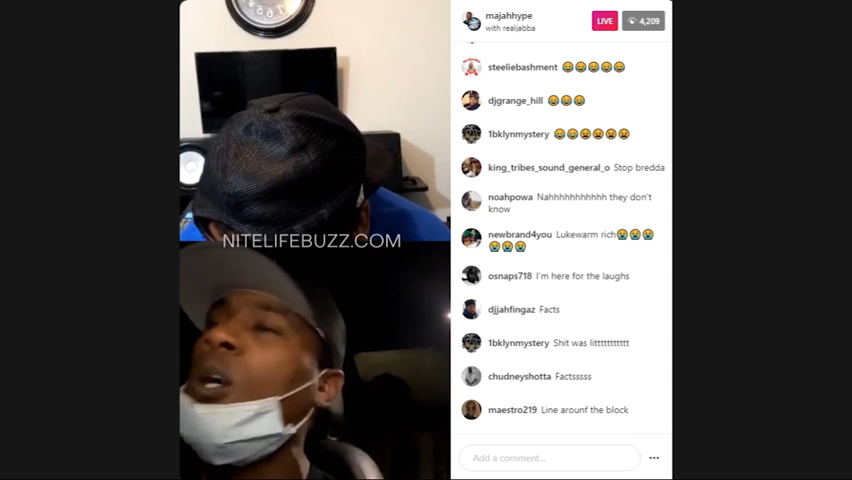 majahhype
with realjabba
LIVE
4,209
steeliebashment 😂😂😂😂😂
djgrange_hill 😂😂😂
1bklynmystery 😂😂😫😫😫😫
king_tribes_sound_general_o Stop bredda
noahpowa Nahhhhhhhhhhh they don't
know
newbrand4you Lukewarm rich😭😭😭
😭😭😭
osnaps718 I'm here for the laughs
djjahfingaz Facts
1bklynmystery Shit was litttttttttttt
chudneyshotta Factsssss
maestro219 Line arounf the block
Add a comment...
NITELIFEBUZZ.COM